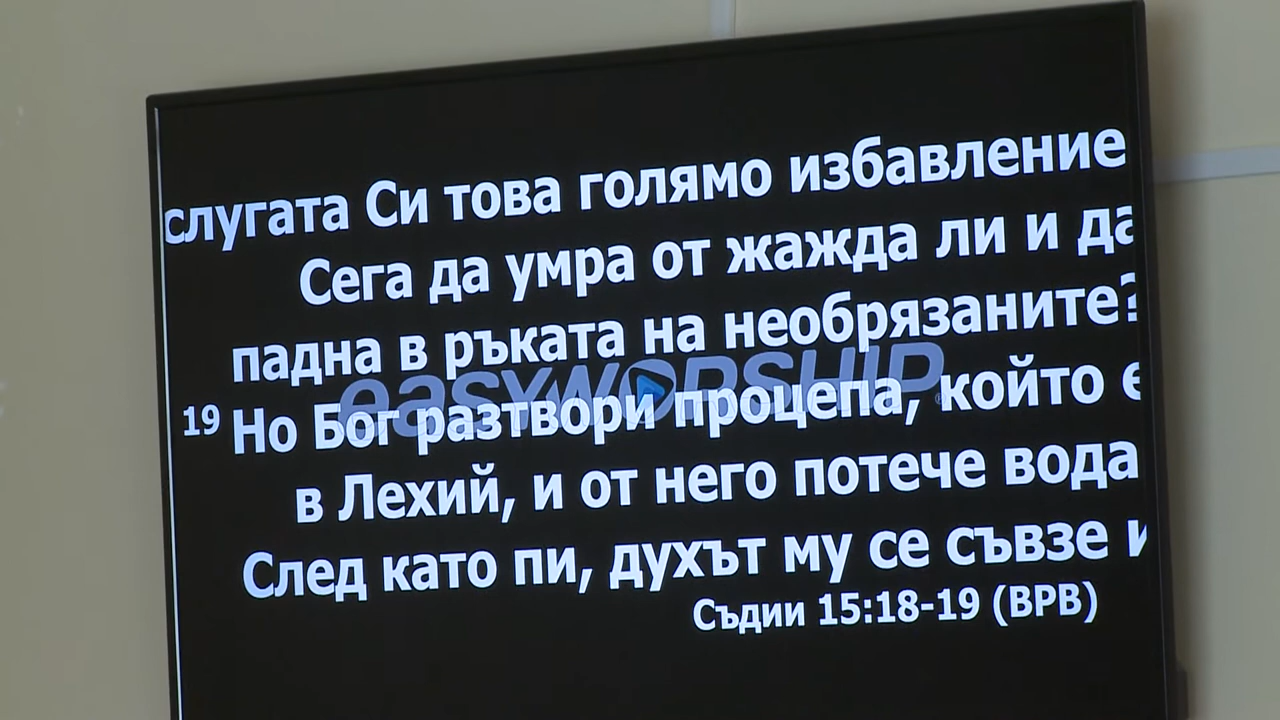 слугата Си това голямо избавление
Сега да умра от жажда ли и да
падна в ръката на необрязаните?
easyworship
19 Но Бог разтвори процепа, който е
в Лехий, и от него потече вода
След като пи, духът му се съвзе и
Съдии 15:18-19 (ВРВ)